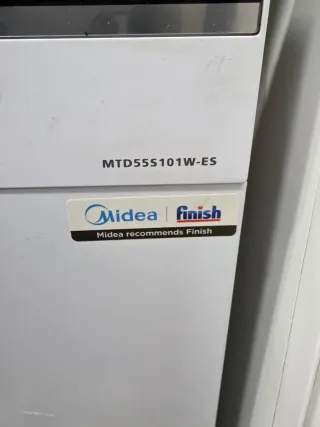 MTD55S101W-ES
Midea finish
Midea recommends Finish